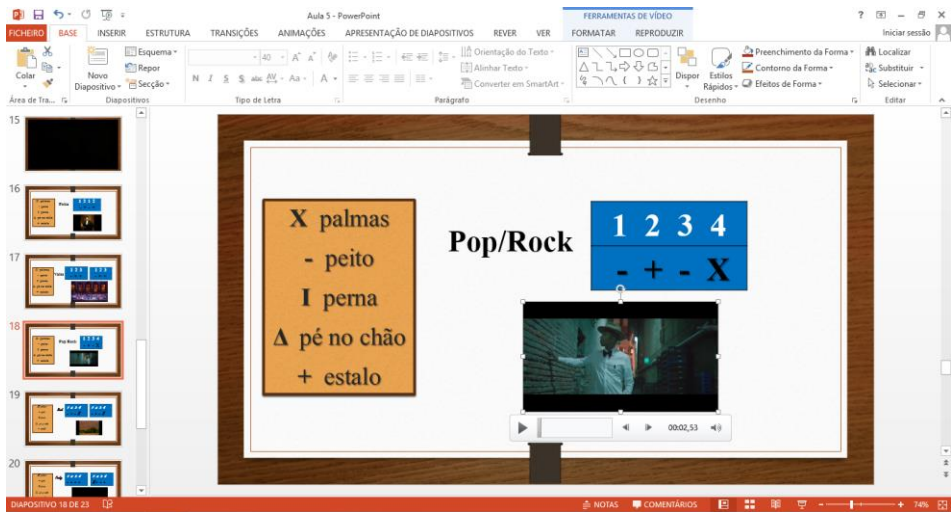 Aula 5 - PowerPoint
FERRAMENTAS DE VÍDEO
FICHEIRO BASE INSERIR ESTRUTURA TRANSIÇÕES ANIMAÇÕES APRESENTAÇÃO DE DIAPOSITIVOS REVER VER FORMATAR REPRODUZIR Iniciar sessão
Colar
Área de Tra...
Novo Diapositivo
Esquema
Repor
Secção
Diapositivos
40
N I S S abc AV Aa A
Tipo de Letra
Orientação do Texto
Alinhar Texto
Converter em SmartArt
Parágrafo
Dispor
Estilos Rápidos
Preenchimento da Forma
Contorno da Forma
Efeitos de Forma
Desenho
Localizar
Substituir
Selecionar
Editar
15
16
17
18
19
20
X palmas
- peito
I perna
Δ pé no chão
+ estalo
Pop/Rock
1 2 3 4
- + - X
00:02,53
DIAPOSITIVO 18 DE 23
NOTAS
COMENTÁRIOS
74%